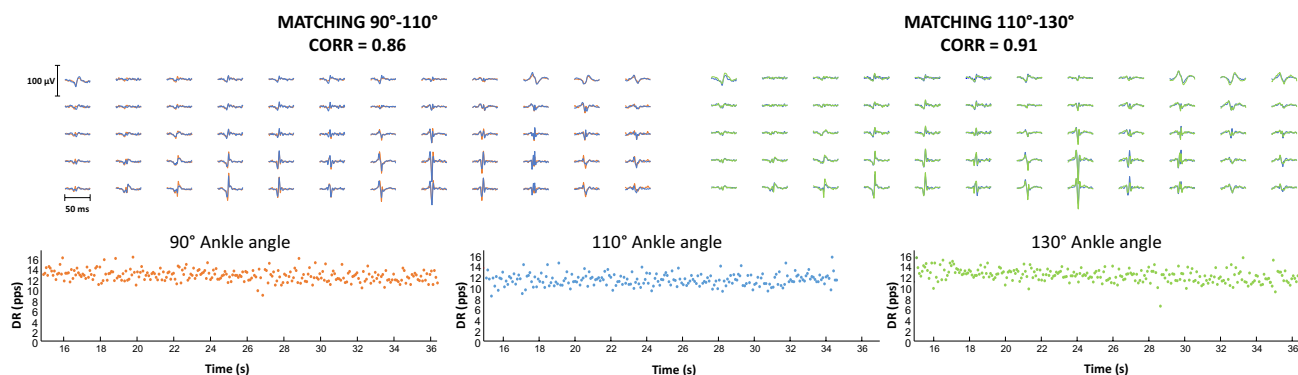 MATCHING 90°-110°
CORR = 0.86
MATCHING 110°-130°
CORR = 0.91
100 µV
50 ms
90° Ankle angle
110° Ankle angle
130° Ankle angle
DR (pps)
16
14
12
10
8
6
4
2
0
16 18 20 22 24 26 28 30 32 34 36
Time (s)
DR (pps)
16
14
12
10
8
6
4
2
0
16 18 20 22 24 26 28 30 32 34 36
Time (s)
DR (pps)
16
14
12
10
8
6
4
2
0
16 18 20 22 24 26 28 30 32 34 36
Time (s)